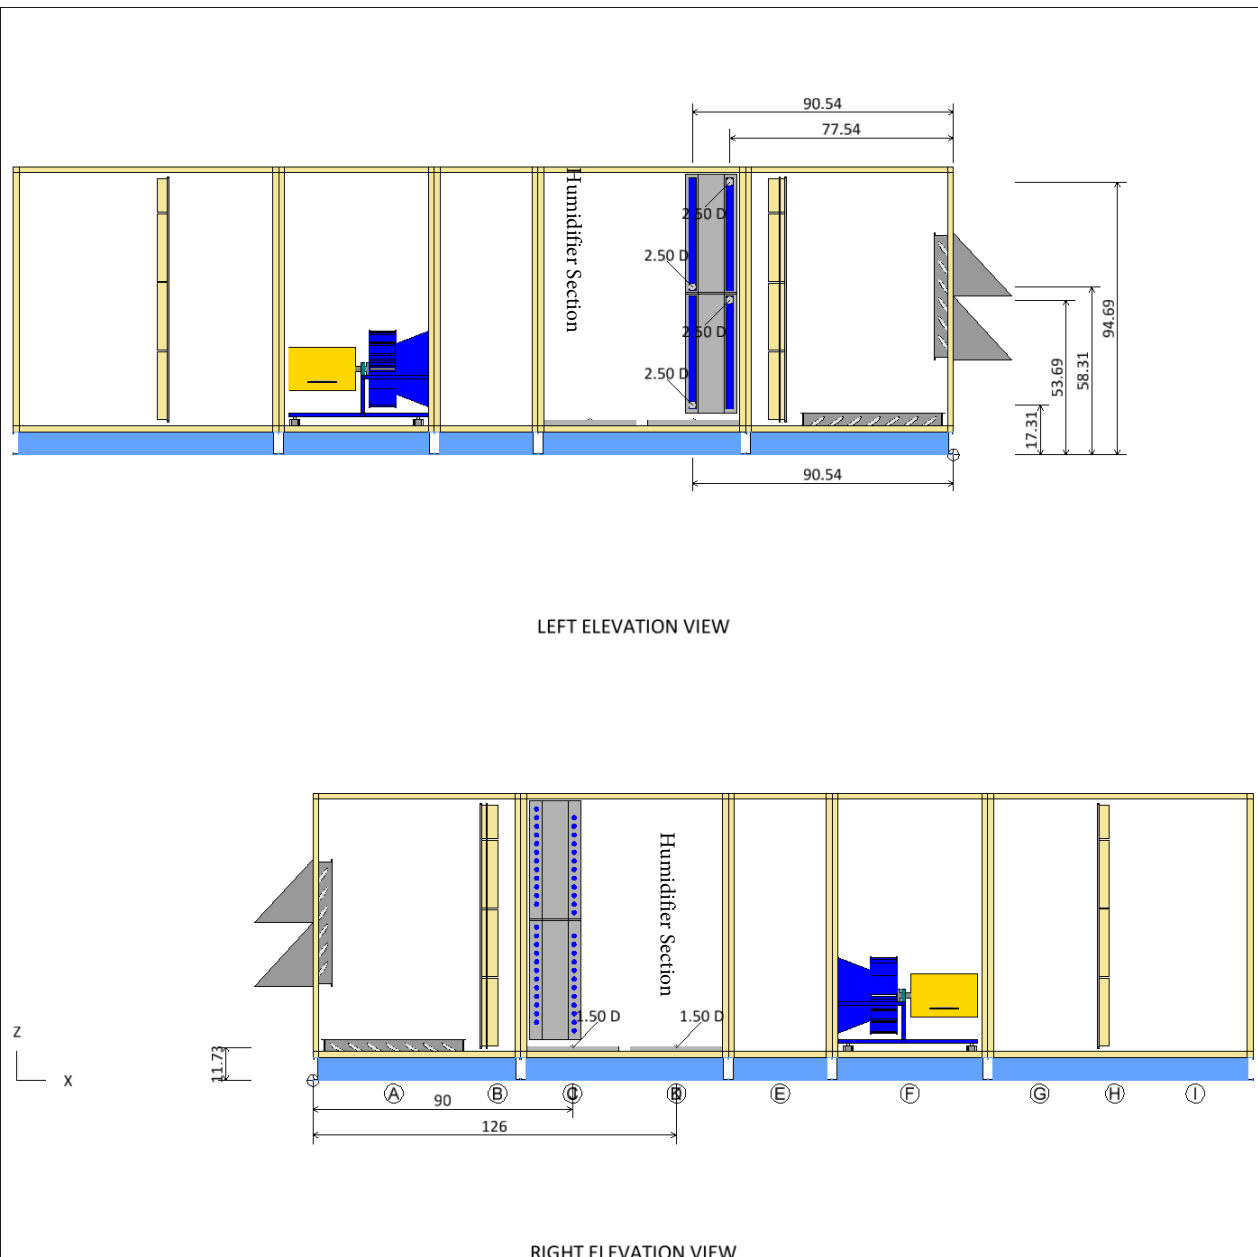 90.54
77.54
Humidifier Section
2.50 D
2.50 D
2.50 D
2.50 D
94.69
58.31
53.69
17.31
90.54
LEFT ELEVATION VIEW
Humidifier Section
1.50 D
1.50 D
Z
X
11.73
A
B
C
D
E
F
G
H
I
90
126
RIGHT ELEVATION VIEW